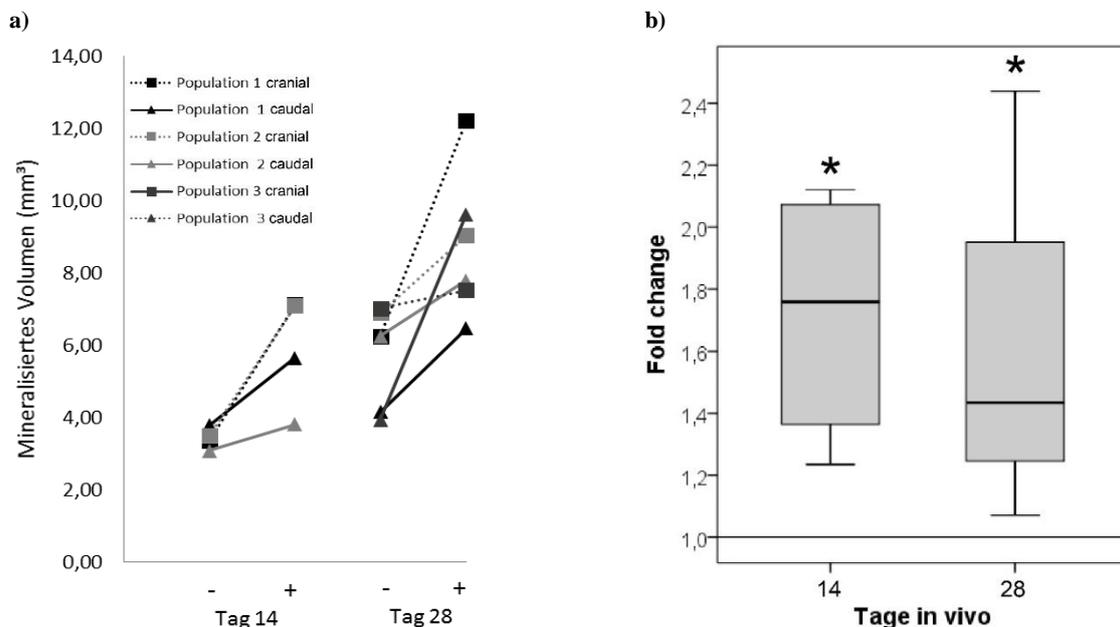 a)
14,00
12,00
10,00
8,00
6,00
4,00
2,00
0,00
Mineralisiertes Volumen (mm³)
Population 1 cranial
Population 1 caudal
Population 2 cranial
Population 2 caudal
Population 3 cranial
Population 3 caudal
- + - +
Tag 14 Tag 28
b)
2,4
2,2
2,0
1,8
1,6
1,4
1,2
1,0
Fold change
*
*
14 28
Tage in vivo